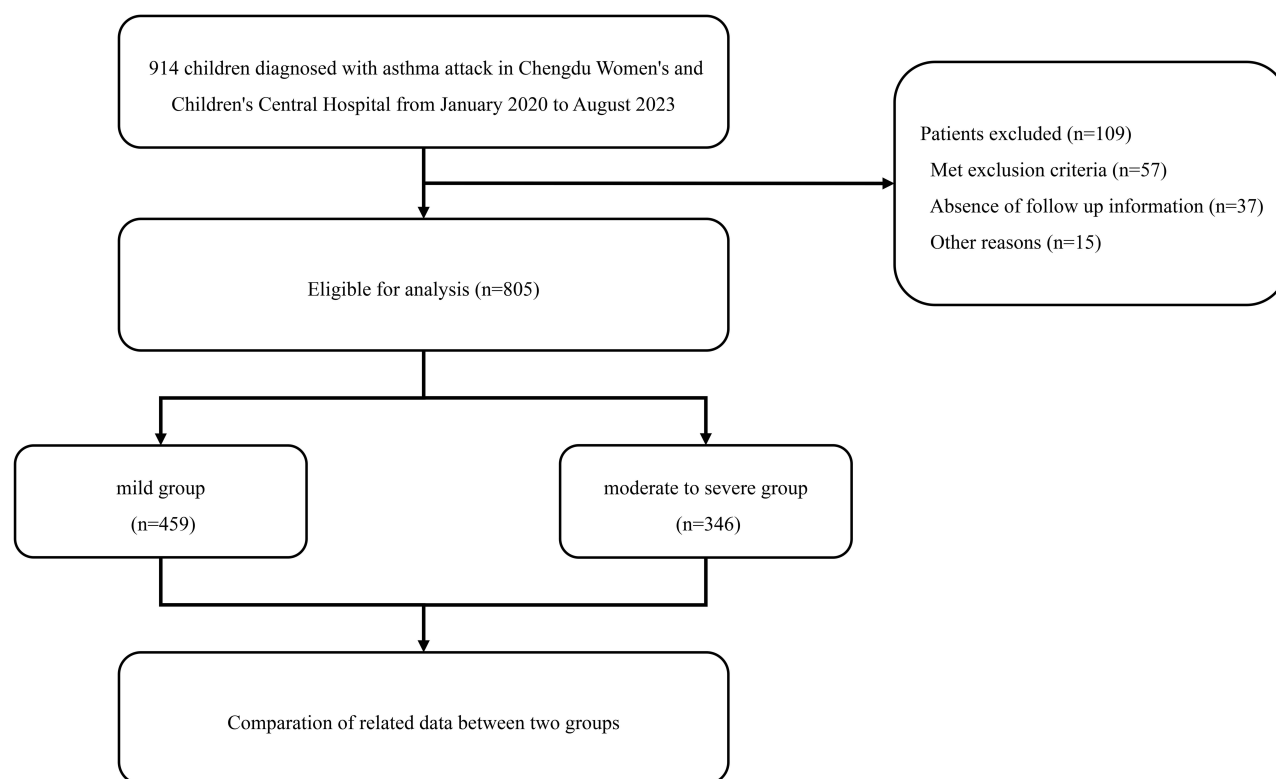 914 children diagnosed with asthma attack in Chengdu Women's and
Children's Central Hospital from January 2020 to August 2023
Patients excluded (n=109)
Met exclusion criteria (n=57)
Absence of follow up information (n=37)
Other reasons (n=15)
Eligible for analysis (n=805)
mild group
(n=459)
moderate to severe group
(n=346)
Comparation of related data between two groups